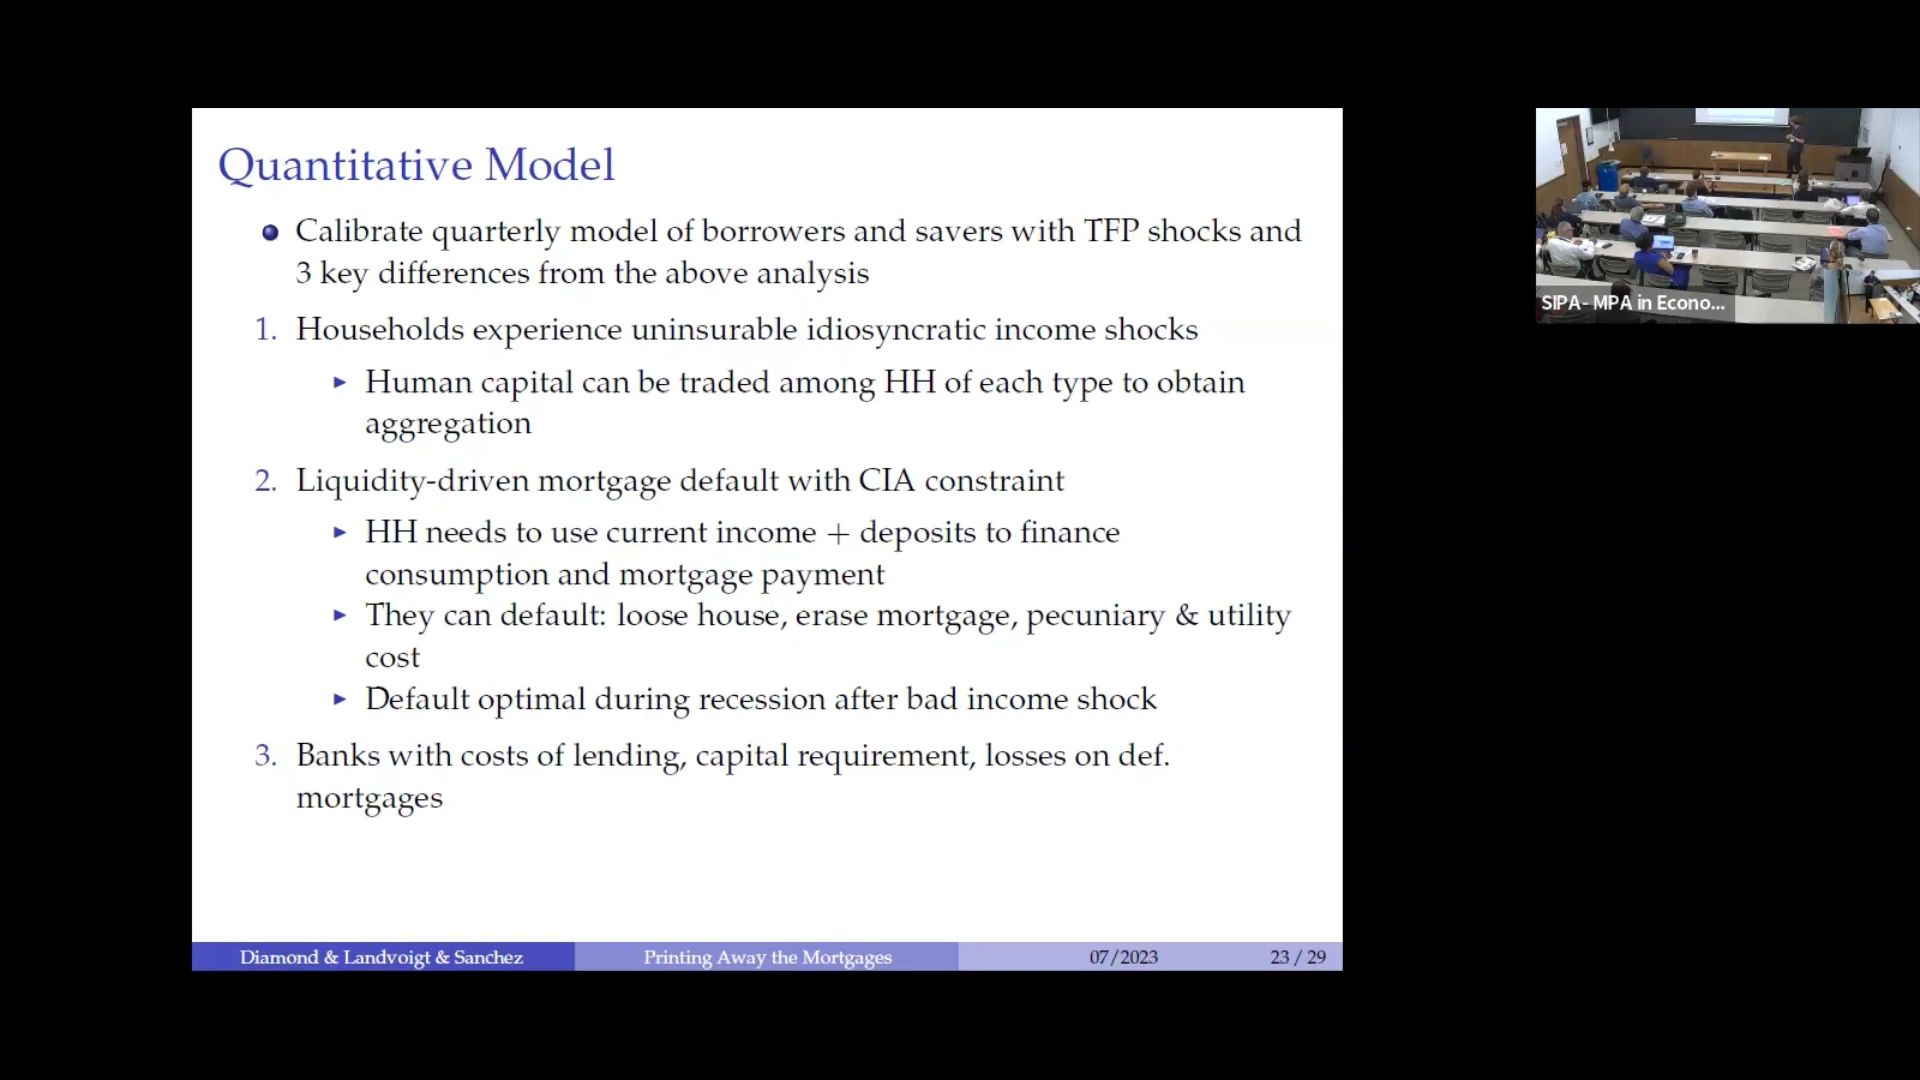 Quantitative Model
Calibrate quarterly model of borrowers and savers with TFP shocks and
3 key differences from the above analysis
1. Households experience uninsurable idiosyncratic income shocks
Human capital can be traded among HH of each type to obtain
aggregation
2. Liquidity-driven mortgage default with CIA constraint
HH needs to use current income + deposits to finance
consumption and mortgage payment
They can default: loose house, erase mortgage, pecuniary & utility
cost
Default optimal during recession after bad income shock
3. Banks with costs of lending, capital requirement, losses on def.
mortgages
Diamond & Landvoigt & Sanchez Printing Away the Mortgages 07/2023 23 / 29
SIPA- MPA in Econo...